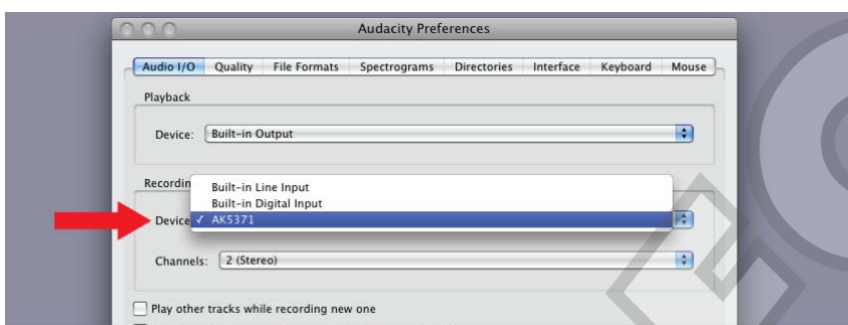 Audacity Preferences
Audio I/O Quality File Formats Spectrograms Directories Interface Keyboard Mouse
Playback
Device: Built-in Output
Recordin
Built-in Line Input
Built-in Digital Input
Device ✓ AK5371
Channels: 2 (Stereo)
Play other tracks while recording new one